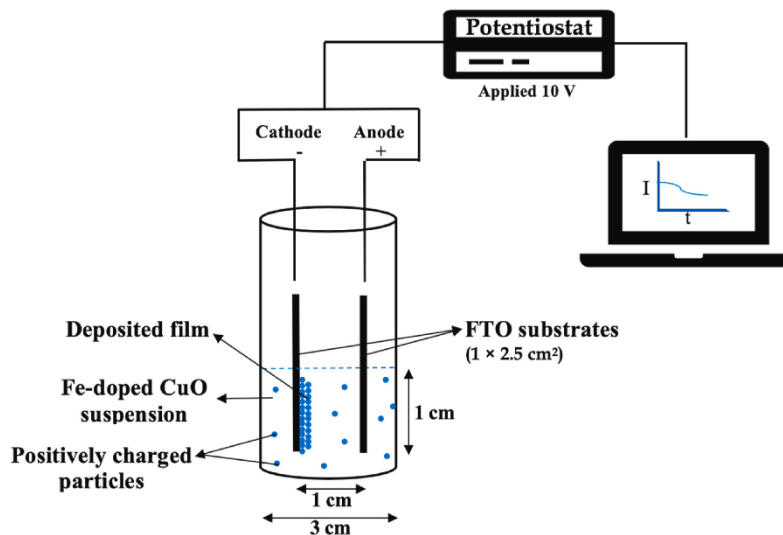 Potentiostat
Applied 10 V
Cathode
-
Anode
+
I
t
Deposited film
FTO substrates
(1 × 2.5 cm²)
Fe-doped CuO
suspension
1 cm
Positively charged
particles
1 cm
3 cm